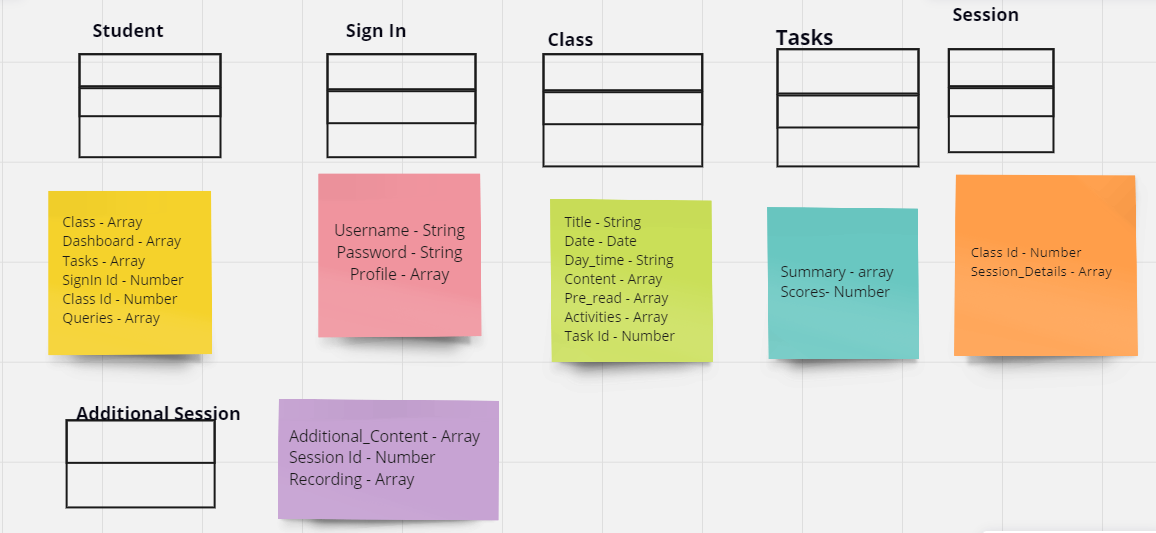 Student
Sign In
Class
Tasks
Session
Class - Array
Dashboard - Array
Tasks - Array
SignIn Id - Number
Class Id - Number
Queries - Array
Username - String
Password - String
Profile - Array
Title - String
Date - Date
Day_time - String
Content - Array
Pre_read - Array
Activities - Array
Task Id - Number
Summary - array
Scores- Number
Class Id - Number
Session_Details - Array
Additional Session
Additional_Content - Array
Session Id - Number
Recording - Array